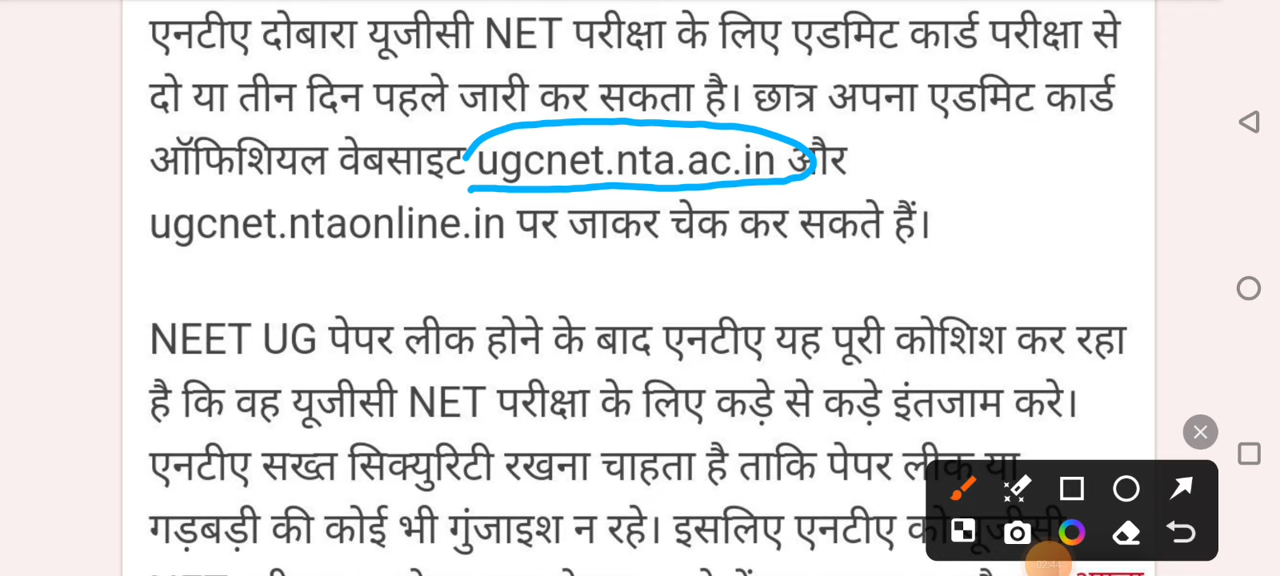 एनटीए दोबारा यूजीसी NET परीक्षा के लिए एडमिट कार्ड परीक्षा से
दो या तीन दिन पहले जारी कर सकता है। छात्र अपना एडमिट कार्ड
ऑफिशियल वेबसाइट ugcnet.nta.ac.in और
ugcnet.ntaonline.in पर जाकर चेक कर सकते हैं।
NEET UG पेपर लीक होने के बाद एनटीए यह पूरी कोशिश कर रहा
है कि वह यूजीसी NET परीक्षा के लिए कड़े से कड़े इंतजाम करे।
एनटीए सख्त सिक्युरिटी रखना चाहता है ताकि पेपर लीक या
गड़बड़ी की कोई भी गुंजाइश न रहे। इसलिए एनटीए को यूजीसी
02:44